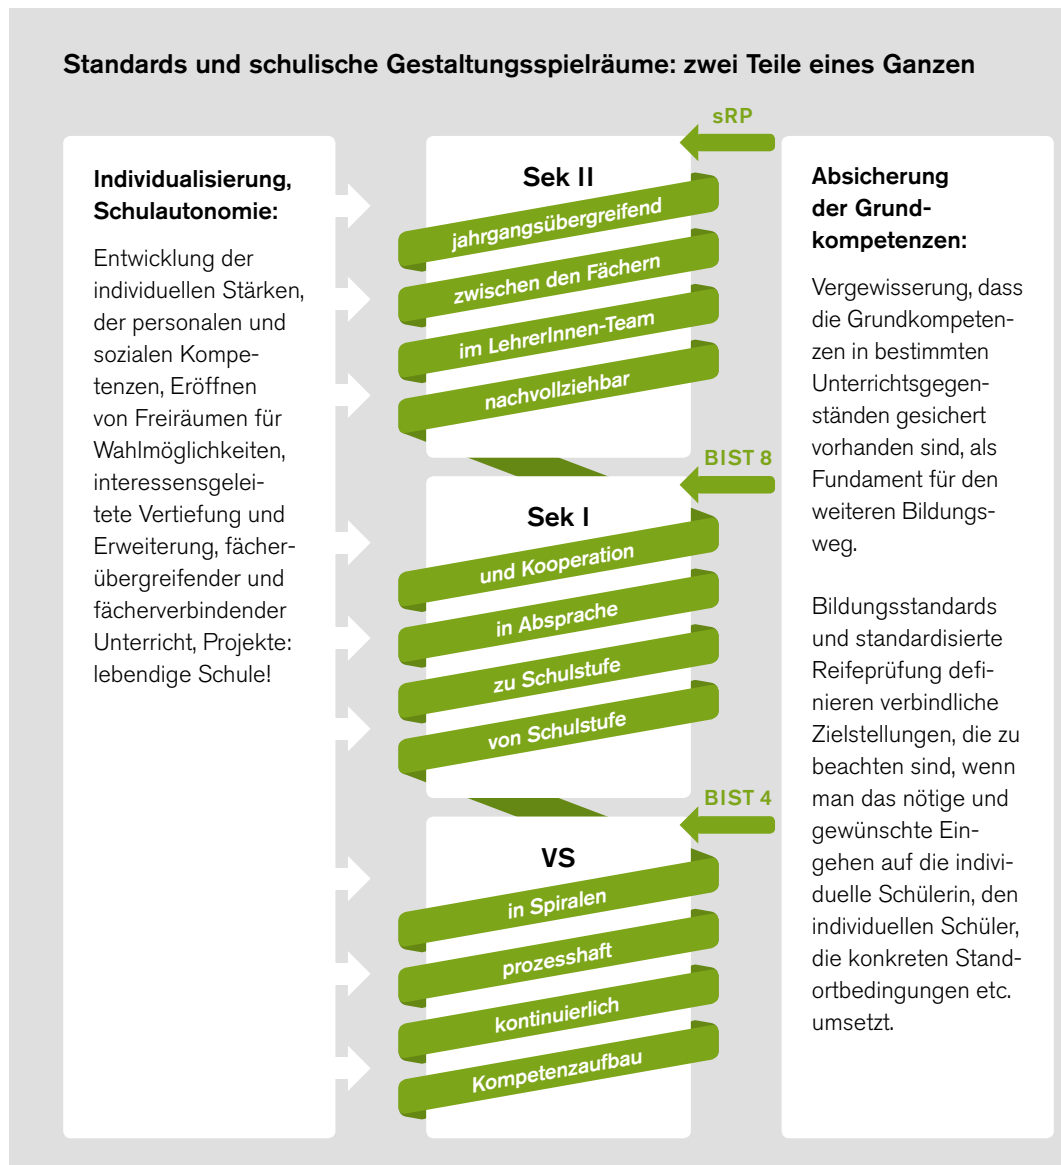 Standards und schulische Gestaltungsspielräume: zwei Teile eines Ganzen
Individualisierung,
Schulautonomie:
Entwicklung der
individuellen Stärken,
der personalen und
sozialen Kompe-
tenzen, Eröffnen
von Freiräumen für
Wahlmöglichkeiten,
interessensgelei-
tete Vertiefung und
Erweiterung, fächer-
übergreifender und
fächerverbindender
Unterricht, Projekte:
lebendige Schule!
sRP
Sek II
jahrgangsübergreifend
zwischen den Fächern
im LehrerInnen-Team
nachvollziehbar
BIST 8
Sek I
und Kooperation
in Absprache
zu Schulstufe
von Schulstufe
BIST 4
VS
in Spiralen
prozesshaft
kontinuierlich
Kompetenzaufbau
Absicherung
der Grund-
kompetenzen:
Vergewisserung, dass
die Grundkompeten-
zen in bestimmten
Unterrichtsgegen-
ständen gesichert
vorhanden sind, als
Fundament für den
weiteren Bildungs-
weg.
Bildungsstandards
und standardisierte
Reifeprüfung defi-
nieren verbindliche
Zielstellungen, die zu
beachten sind, wenn
man das nötige und
gewünschte Ein-
gehen auf die indivi-
duelle Schülerin, den
individuellen Schüler,
die konkreten Stand-
ortbedingungen etc.
umsetzt.